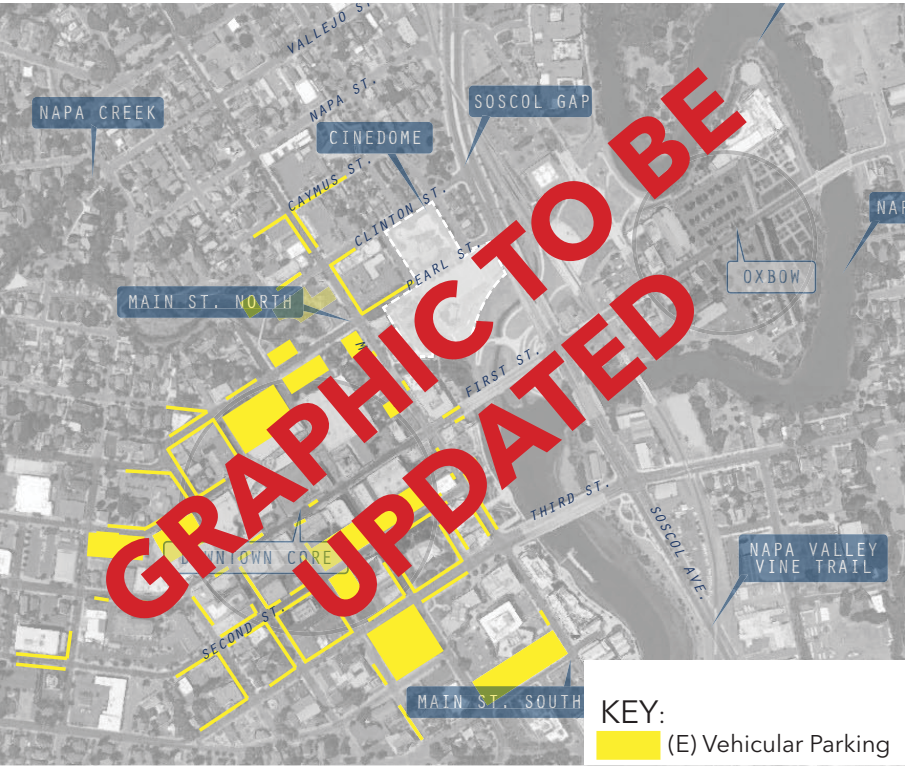 VALLEJO S
NAPA ST.
NAPA CREEK
SOSCOL GAP
CINEDOME
CAYMUS ST.
CLINTON ST.
NAP
PEARL ST.
OXBOW
MAIN ST. NORTH
M
FIRST ST.
GRAPHIC TO BE
UPDATED
THIRD ST.
SOSCOL AVE.
DOWNTOWN CORE
NAPA VALLEY
VINE TRAIL
SECOND ST.
MAIN ST. SOUTH
KEY:
(E) Vehicular Parking